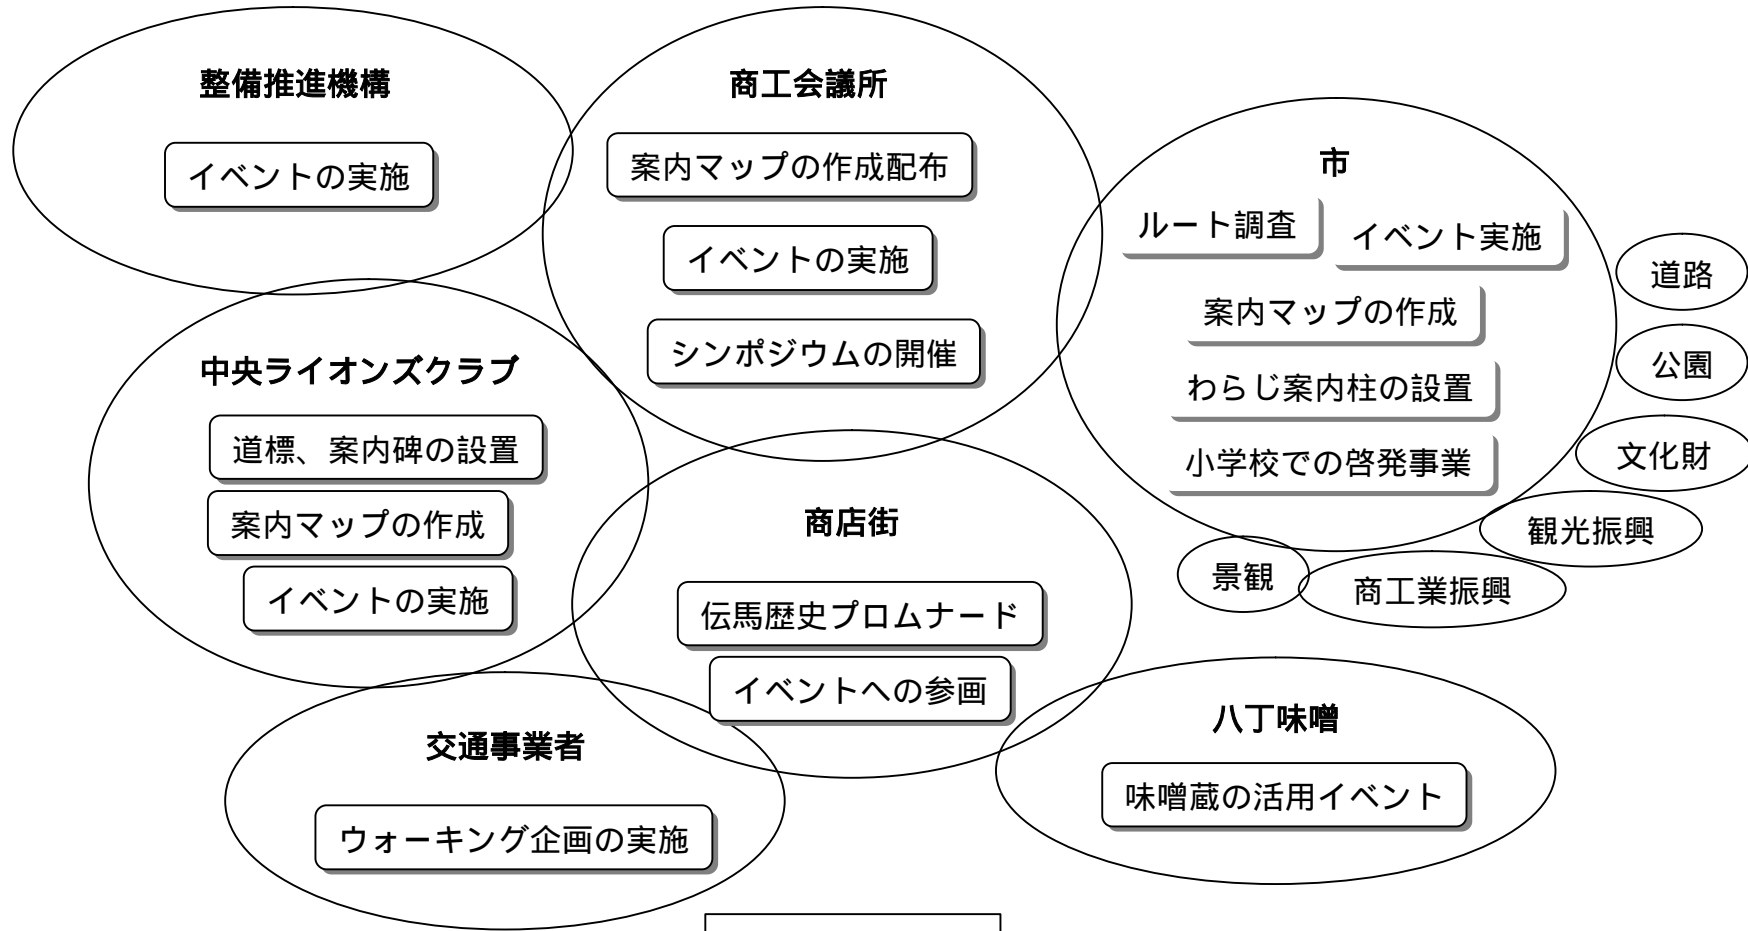 整備推進機構
イベントの実施
商工会議所
案内マップの作成配布
イベントの実施
シンポジウムの開催
市
ルート調査
イベント実施
案内マップの作成
わらじ案内柱の設置
小学校での啓発事業
道路
公園
文化財
観光振興
商工業振興
景観
中央ライオンズクラブ
道標、案内碑の設置
案内マップの作成
イベントの実施
商店街
伝馬歴史プロムナード
イベントへの参画
交通事業者
ウォーキング企画の実施
八丁味噌
味噌蔵の活用イベント